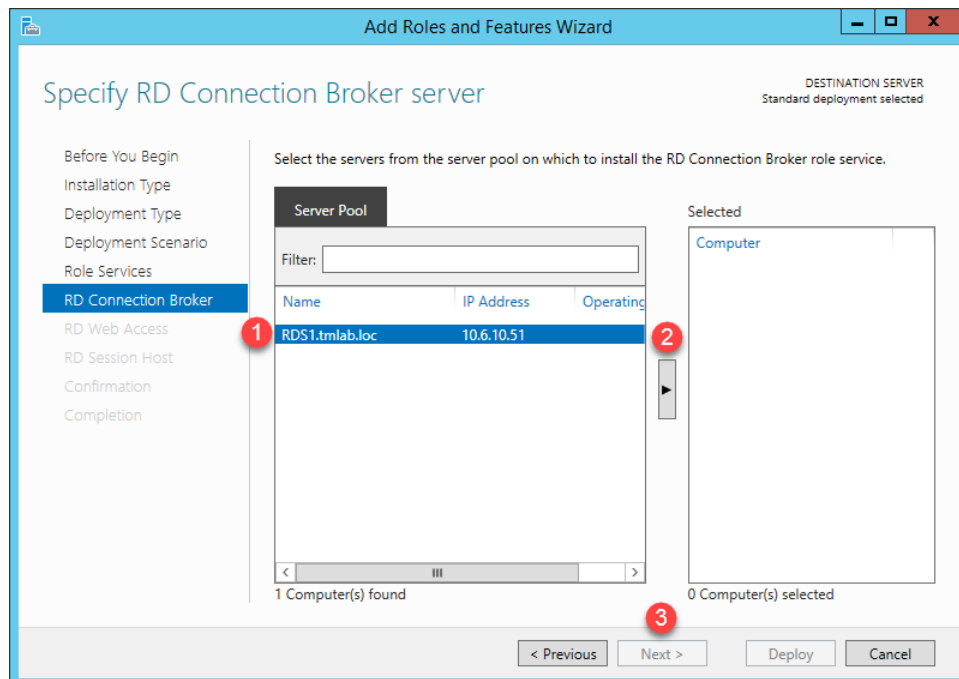 Add Roles and Features Wizard
Specify RD Connection Broker server
DESTINATION SERVER
Standard deployment selected
Before You Begin
Installation Type
Deployment Type
Deployment Scenario
Role Services
RD Connection Broker
RD Web Access
RD Session Host
Confirmation
Completion
Select the servers from the server pool on which to install the RD Connection Broker role service.
Server Pool
Filter:
Name IP Address Operating
1 RDS1.tmlab.loc 10.6.10.51
1 Computer(s) found
2
Selected
Computer
0 Computer(s) selected
3
< Previous Next > Deploy Cancel